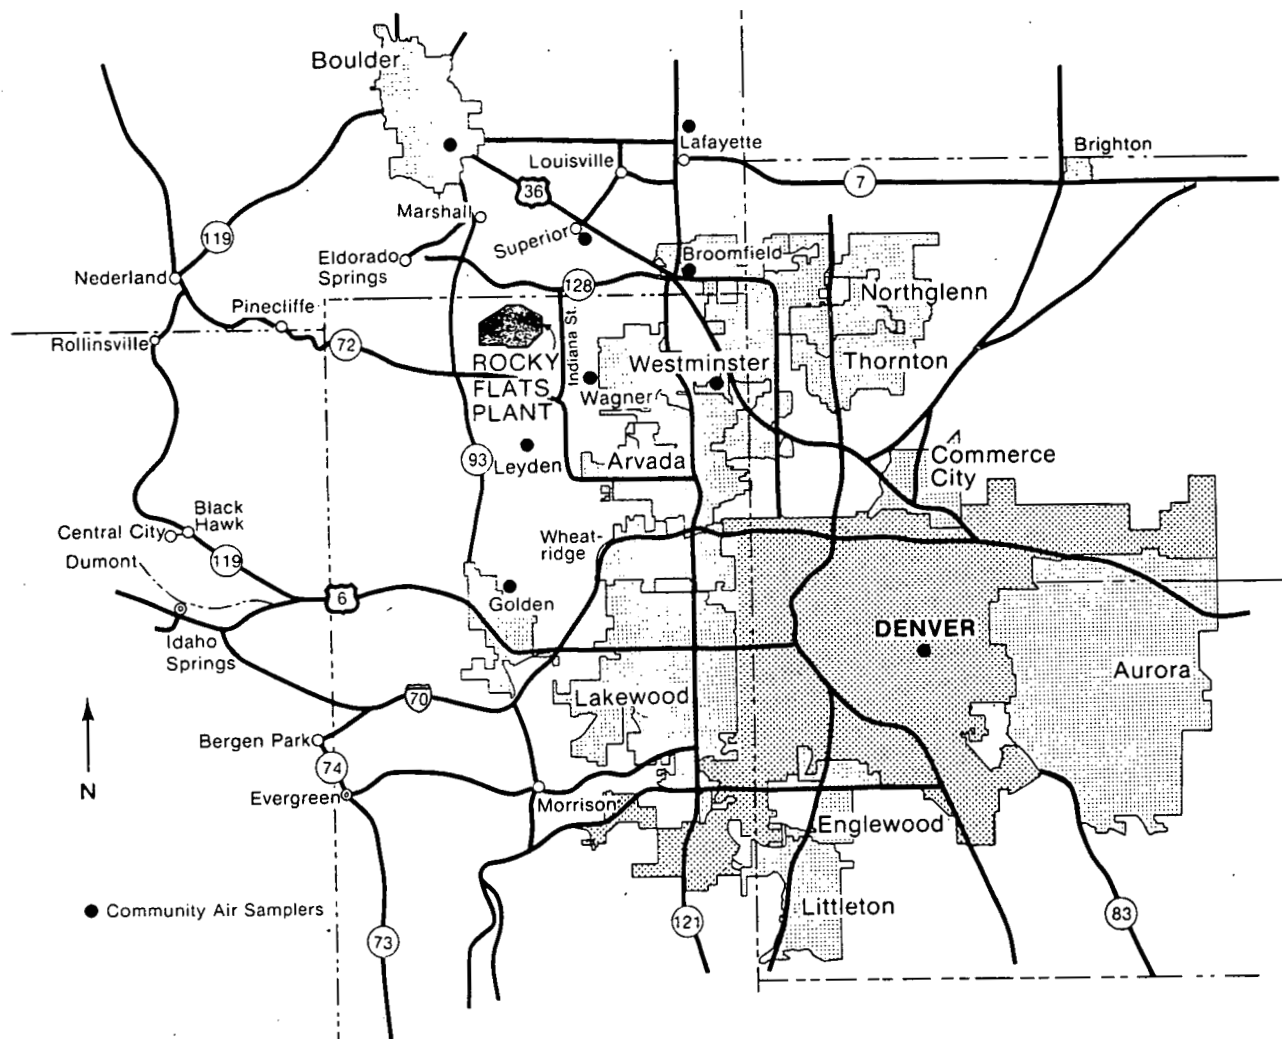 Boulder
Lafayette
Brighton
Louisville
36
7
Marshall
119
Superior
Eldorado
Springs
Broomfield
Nederland
128
Northglenn
Pinecliffe
Rollinsville
72
Indiana St.
ROCKY
FLATS
PLANT
Westminster
Thornton
Wagner
93
Leyden
Arvada
Commerce
City
Black
Hawk
Central City
Wheat-
ridge
119
Dumont
6
Golden
DENVER
Idaho
Springs
Aurora
70
Lakewood
Bergen Park
74
N
Evergreen
Morrison
Englewood
Community Air Samplers
Littleton
121
83
73